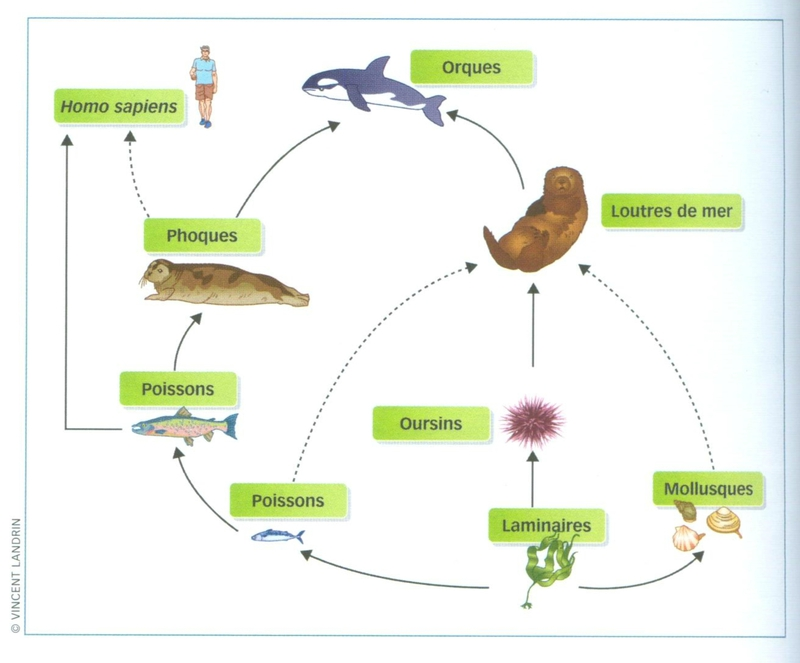 Orques
Homo sapiens
Loutres de mer
Phoques
Poissons
Oursins
Poissons
Mollusques
Laminaires
© VINCENT LANDRIN